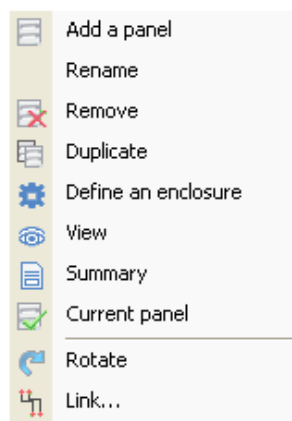 Add a panel
Rename
Remove
Duplicate
Define an enclosure
View
Summary
Current panel
Rotate
Link...